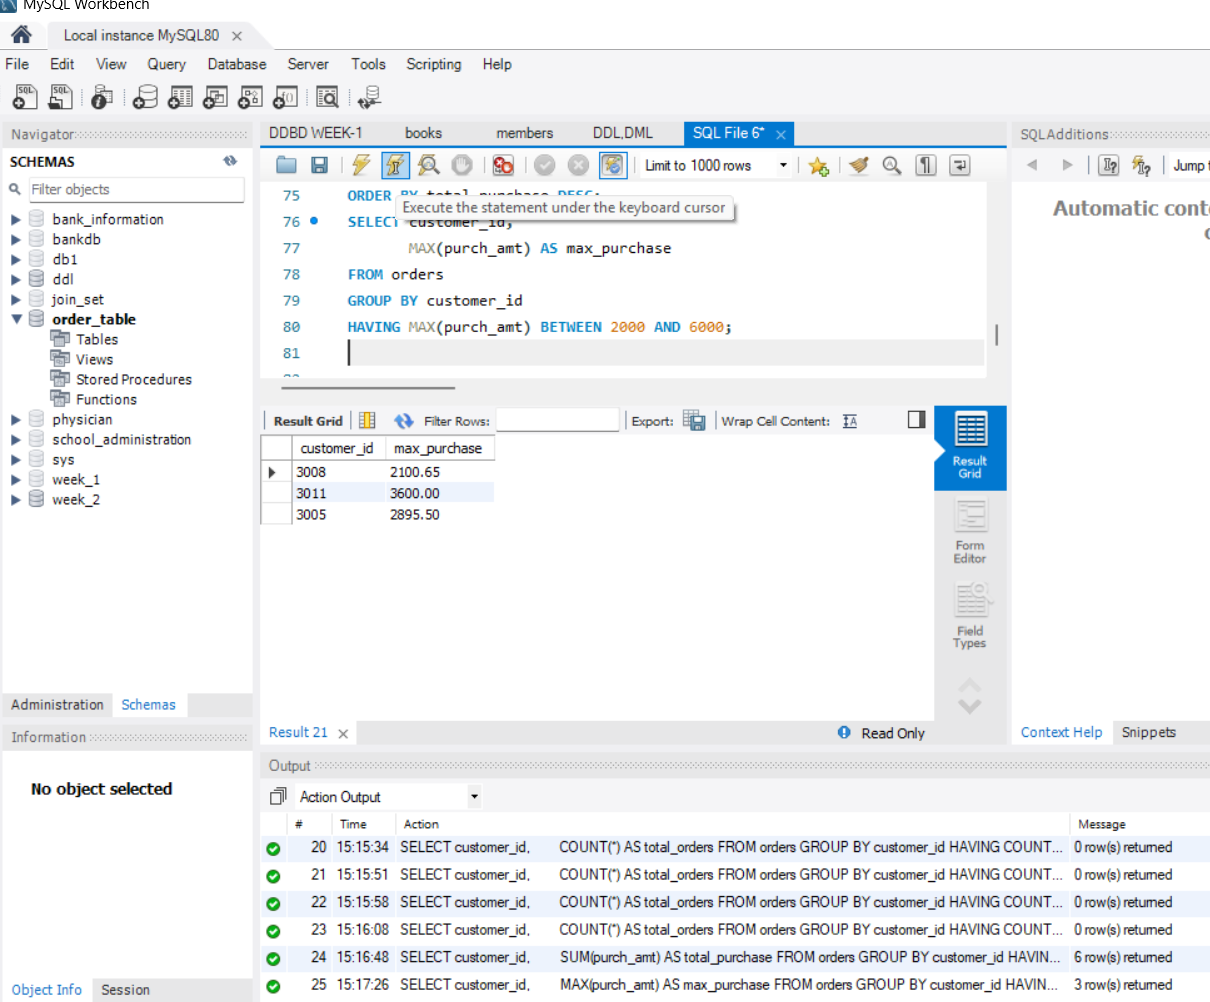 MySQL Workbench
Local instance MySQL80
File Edit View Query Database Server Tools Scripting Help
Navigator
SCHEMAS
Filter objects
bank_information
bankdb
db1
ddl
join_set
order_table
Tables
Views
Stored Procedures
Functions
physician
school_administration
sys
week_1
week_2
Administration Schemas
Information
No object selected
Object Info Session
DDBD WEEK-1 books members DDL,DML SQL File 6*
Limit to 1000 rows
75 ORDER BY total_purchase DESC;
Execute the statement under the keyboard cursor
76 SELECT customer_id,
77 MAX(purch_amt) AS max_purchase
78 FROM orders
79 GROUP BY customer_id
80 HAVING MAX(purch_amt) BETWEEN 2000 AND 6000;
81
Result Grid Filter Rows: Export: Wrap Cell Content:
customer_id max_purchase
3008 2100.65
3011 3600.00
3005 2895.50
Result Grid
Form Editor
Field Types
Result 21 Read Only
SQLAdditions
Jump t
Automatic cont
Context Help Snippets
Output
Action Output
# Time Action Message
20 15:15:34 SELECT customer_id, COUNT(*) AS total_orders FROM orders GROUP BY customer_id HAVING COUNT... 0 row(s) returned
21 15:15:51 SELECT customer_id, COUNT(*) AS total_orders FROM orders GROUP BY customer_id HAVING COUNT... 0 row(s) returned
22 15:15:58 SELECT customer_id, COUNT(*) AS total_orders FROM orders GROUP BY customer_id HAVING COUNT... 0 row(s) returned
23 15:16:08 SELECT customer_id, COUNT(*) AS total_orders FROM orders GROUP BY customer_id HAVING COUNT... 0 row(s) returned
24 15:16:48 SELECT customer_id, SUM(purch_amt) AS total_purchase FROM orders GROUP BY customer_id HAVIN... 6 row(s) returned
25 15:17:26 SELECT customer_id, MAX(purch_amt) AS max_purchase FROM orders GROUP BY customer_id HAVIN... 3 row(s) returned